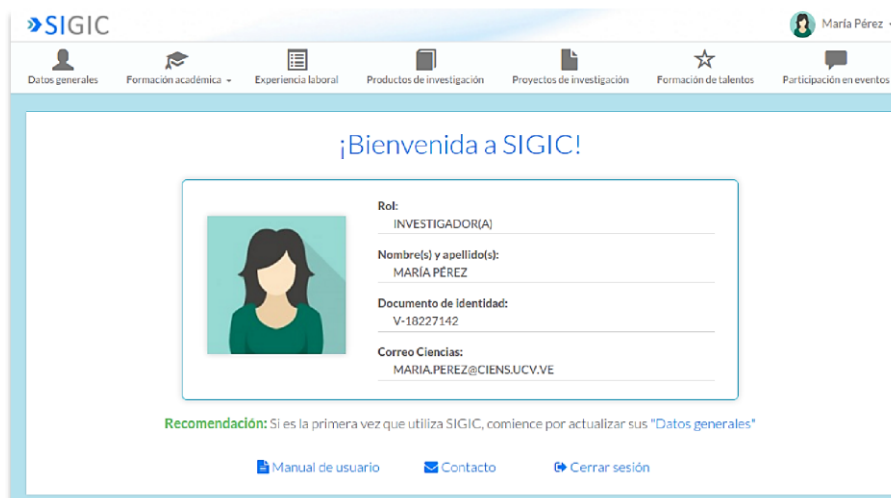 SIGIC
María Pérez
Datos generales
Formación académica
Experiencia laboral
Productos de investigación
Proyectos de investigación
Formación de talentos
Participación en eventos
¡Bienvenida a SIGIC!
Rol:
INVESTIGADOR(A)
Nombre(s) y apellido(s):
MARÍA PÉREZ
Documento de identidad:
V-18227142
Correo Ciencias:
MARIA.PEREZ@CIENS.UCV.VE
Recomendación: Si es la primera vez que utiliza SIGIC, comience por actualizar sus "Datos generales"
Manual de usuario
Contacto
Cerrar sesión